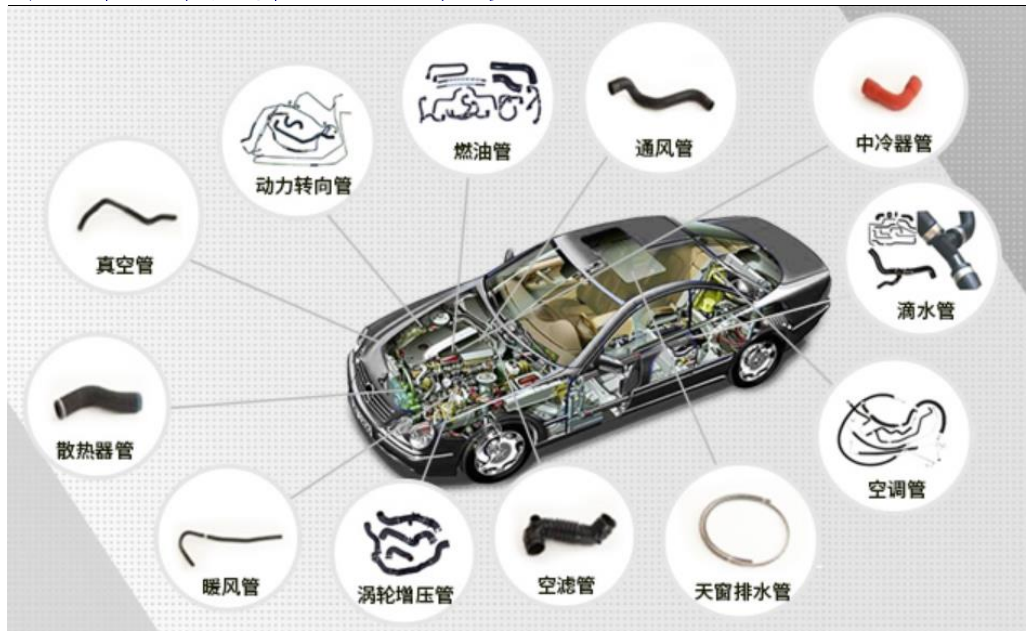 燃油管
通风管
中冷器管
动力转向管
真空管
滴水管
散热器管
空调管
暖风管
涡轮增压管
空滤管
天窗排水管